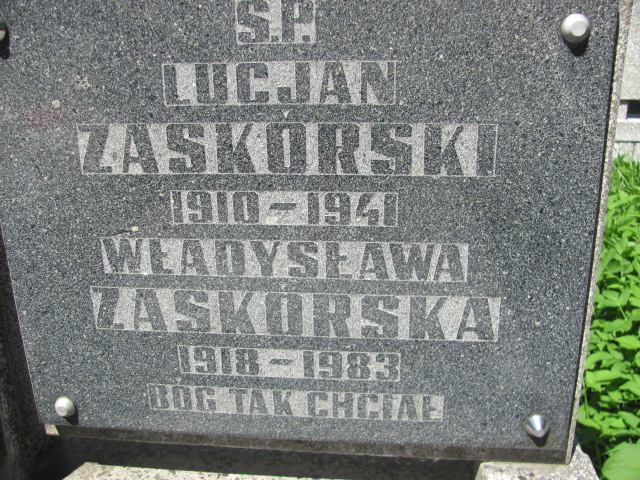 Ś.P.
LUCJAN
ZASKÓRSKI
1910-1941
WŁADYSŁAWA
ZASKÓRSKA
1918-1983
BÓG TAK CHCIAŁ